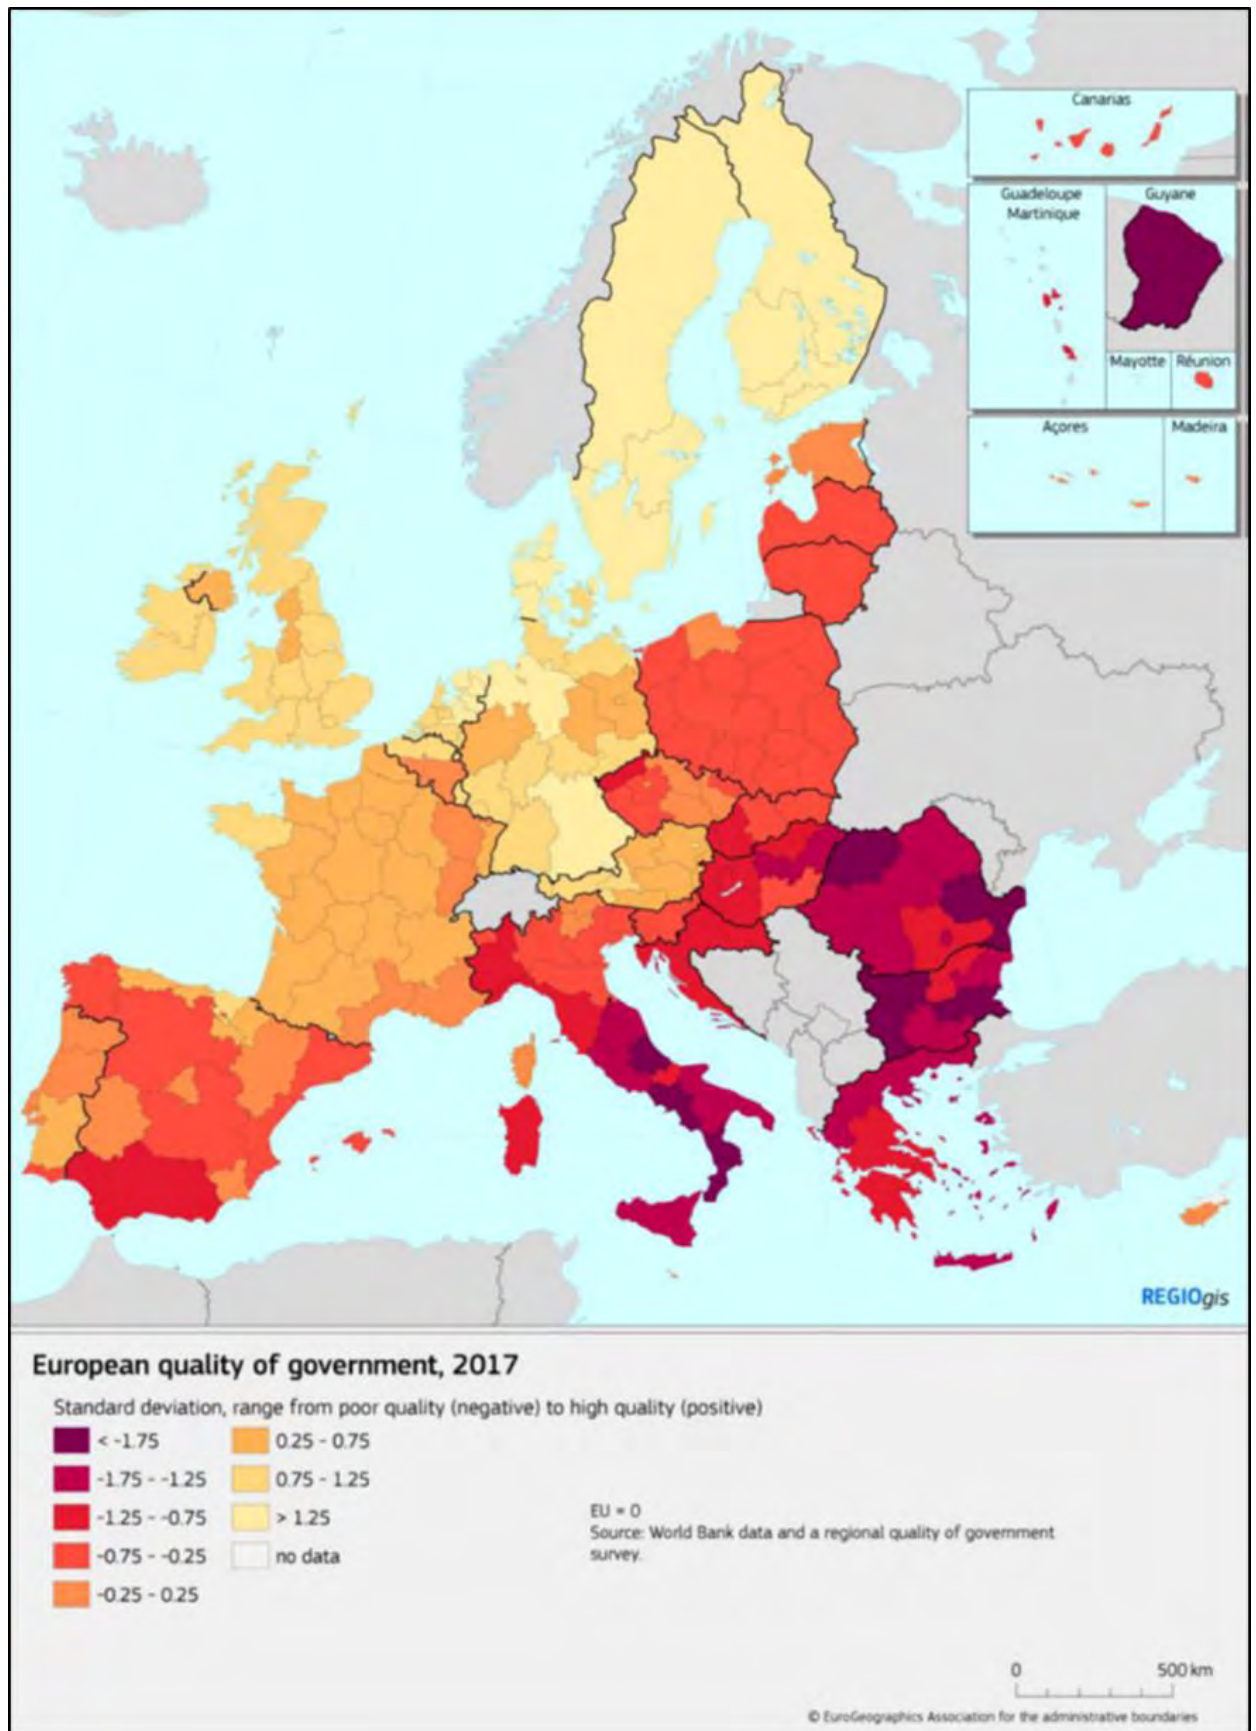 Canarias
Guadeloupe
Martinique
Guyane
Mayotte
Réunion
Açores
Madeira
REGIOgis
European quality of government, 2017
Standard deviation, range from poor quality (negative) to high quality (positive)
< -1.75
-1.75 - -1.25
-1.25 - -0.75
-0.75 - -0.25
-0.25 - 0.25
0.25 - 0.75
0.75 - 1.25
> 1.25
no data
EU = 0
Source: World Bank data and a regional quality of government
survey.
0 500 km
© EuroGeographics Association for the administrative boundaries